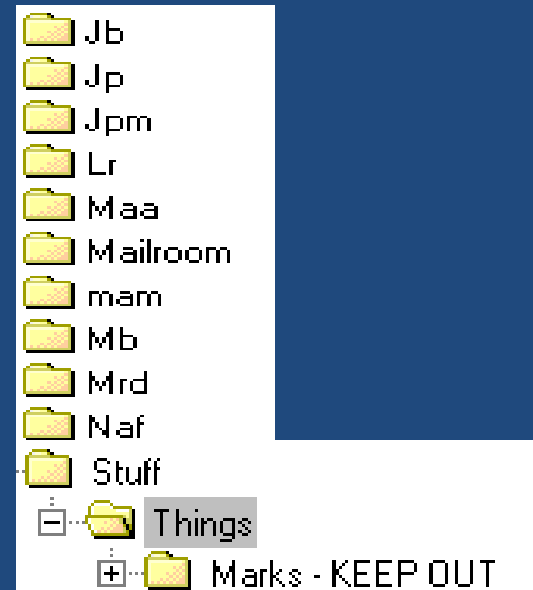 Jb
Jp
Jpm
Lr
Maa
Mailroom
mam
Mb
Mrd
Naf
Stuff
Things
Marks - KEEP OUT